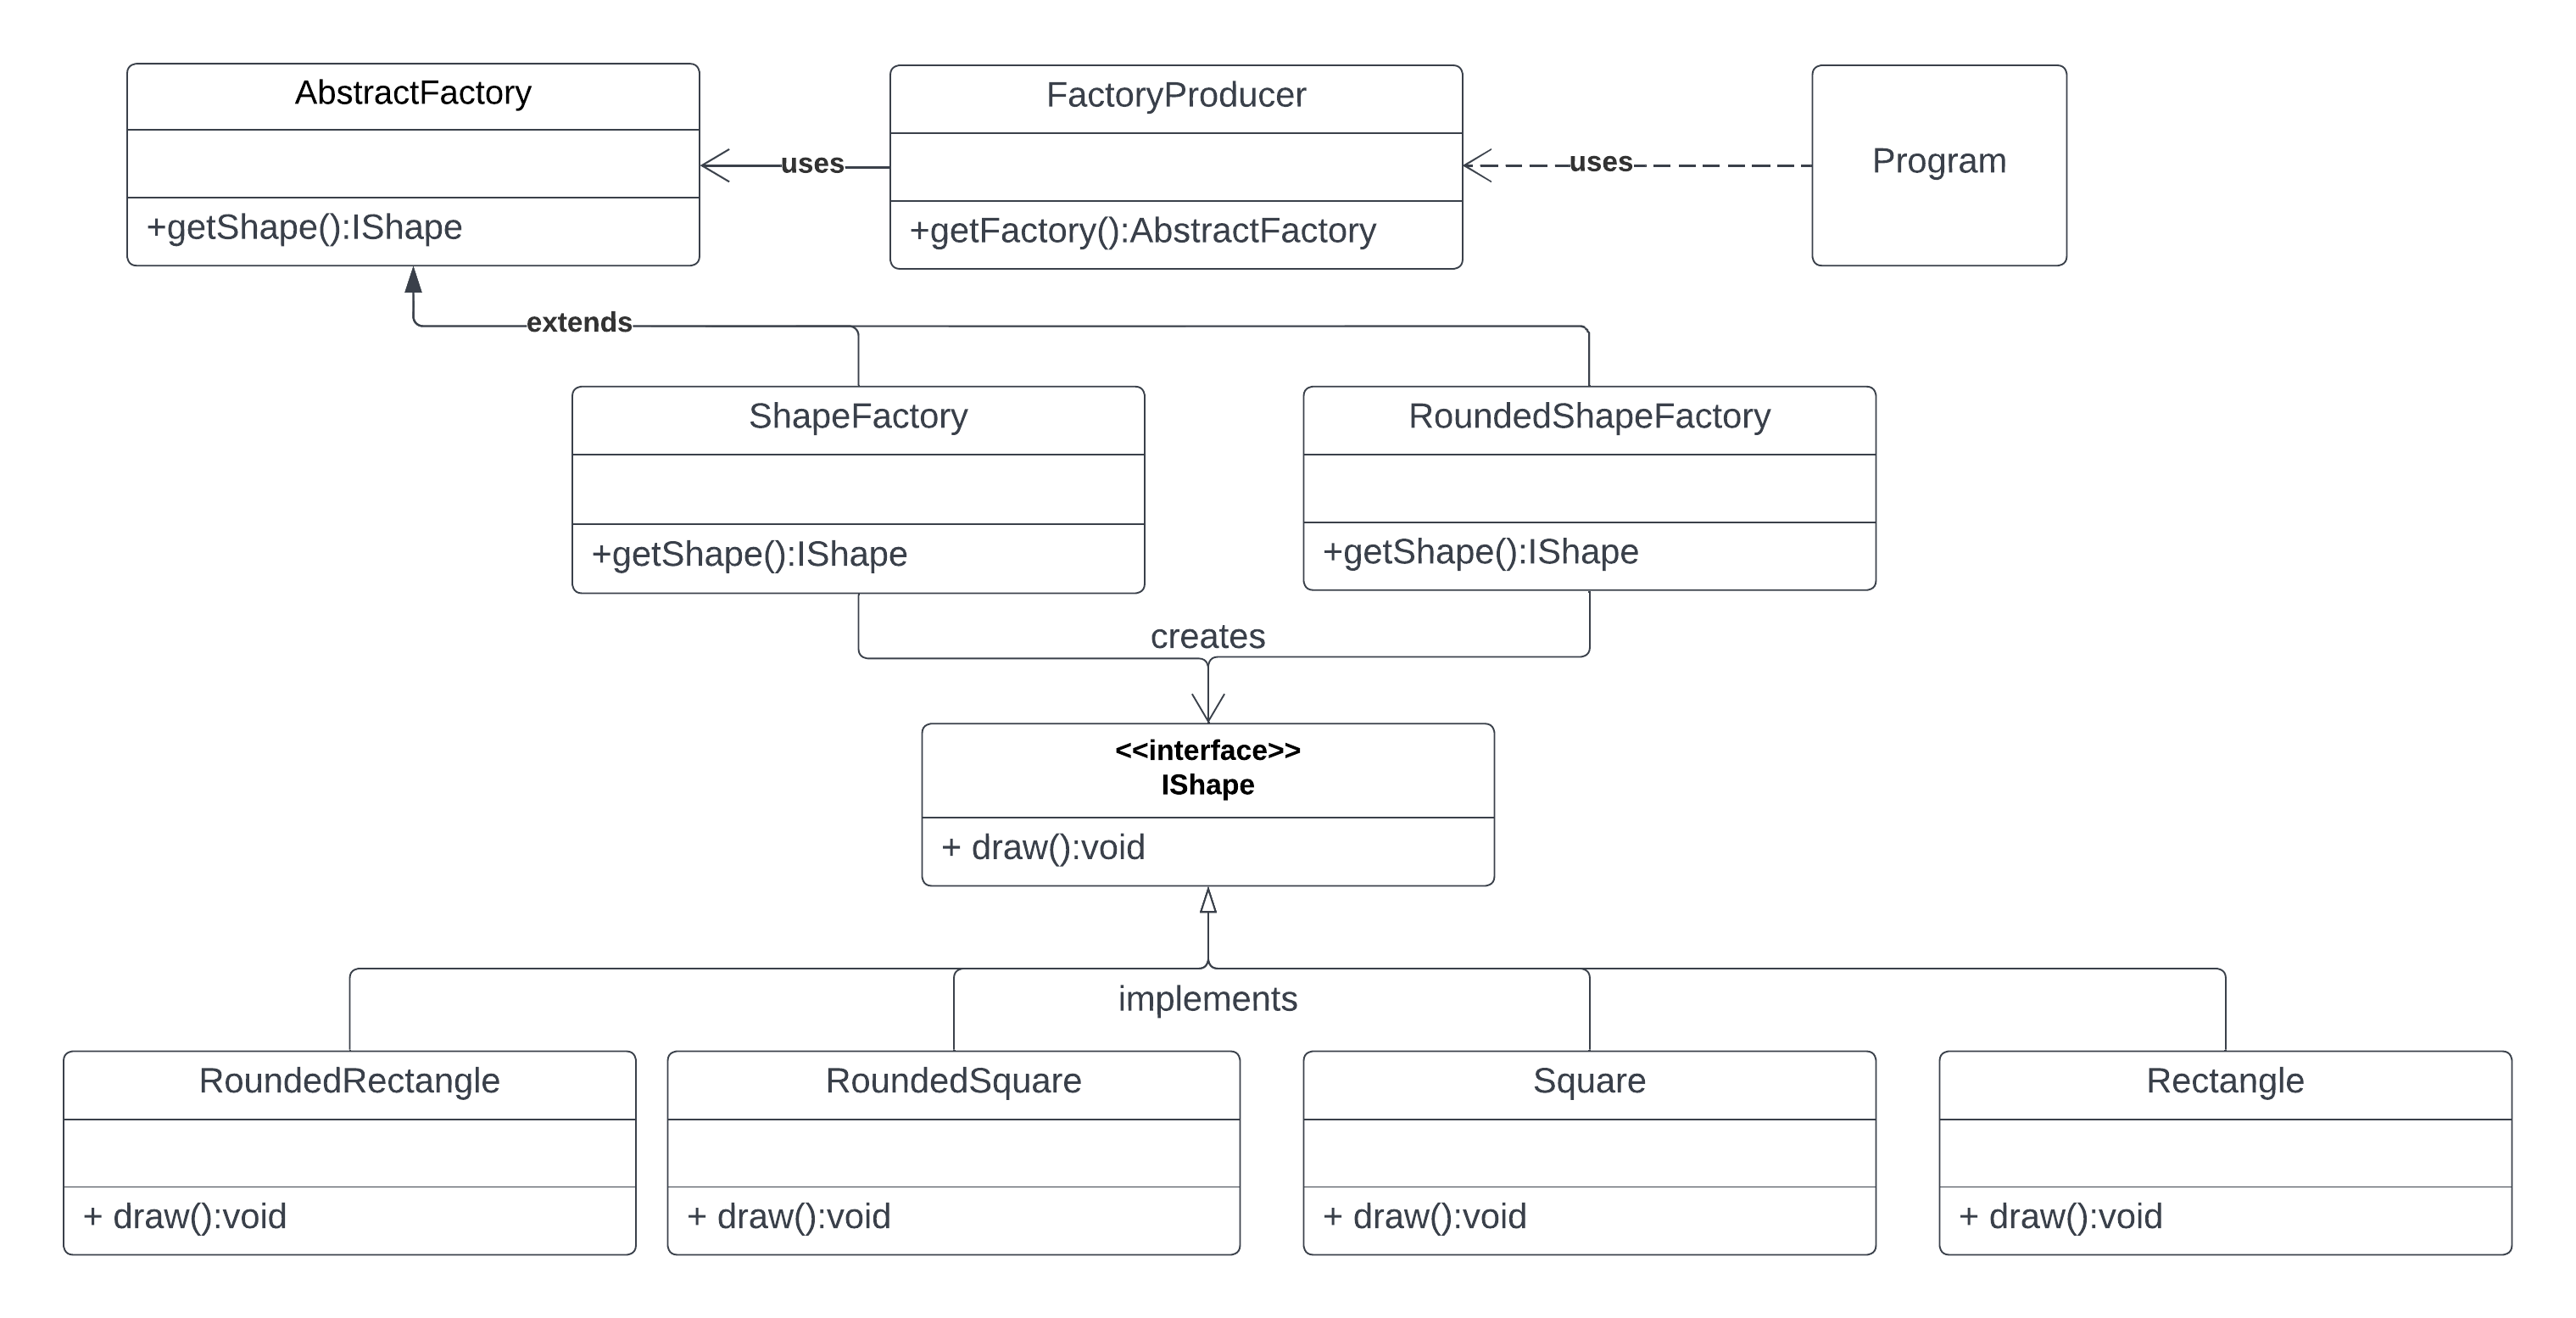 AbstractFactory
+getShape():IShape
uses
FactoryProducer
+getFactory():AbstractFactory
uses
Program
extends
ShapeFactory
+getShape():IShape
RoundedShapeFactory
+getShape():IShape
creates
<<interface>>
IShape
+ draw():void
implements
RoundedRectangle
+ draw():void
RoundedSquare
+ draw():void
Square
+ draw():void
Rectangle
+ draw():void